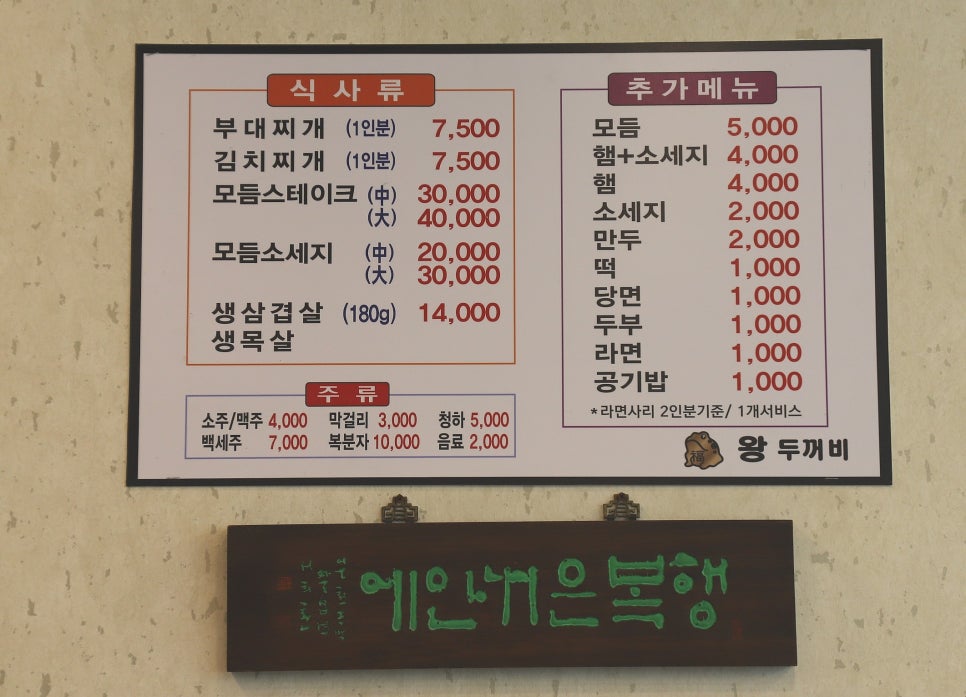 식사류
부대찌개 (1인분) 7,500
김치찌개 (1인분) 7,500
모듬스테이크 (中) 30,000
(大) 40,000
모듬소세지 (中) 20,000
(大) 30,000
생삼겹살 (180g) 14,000
생목살
주류
소주/맥주 4,000 막걸리 3,000 청하 5,000
백세주 7,000 복분자 10,000 음료 2,000
추가메뉴
모듬 5,000
햄+소세지 4,000
햄 4,000
소세지 2,000
만두 2,000
떡 1,000
당면 1,000
두부 1,000
라면 1,000
공기밥 1,000
*라면사리 2인분기준/ 1개서비스
福 왕 두꺼비
행복은내안에